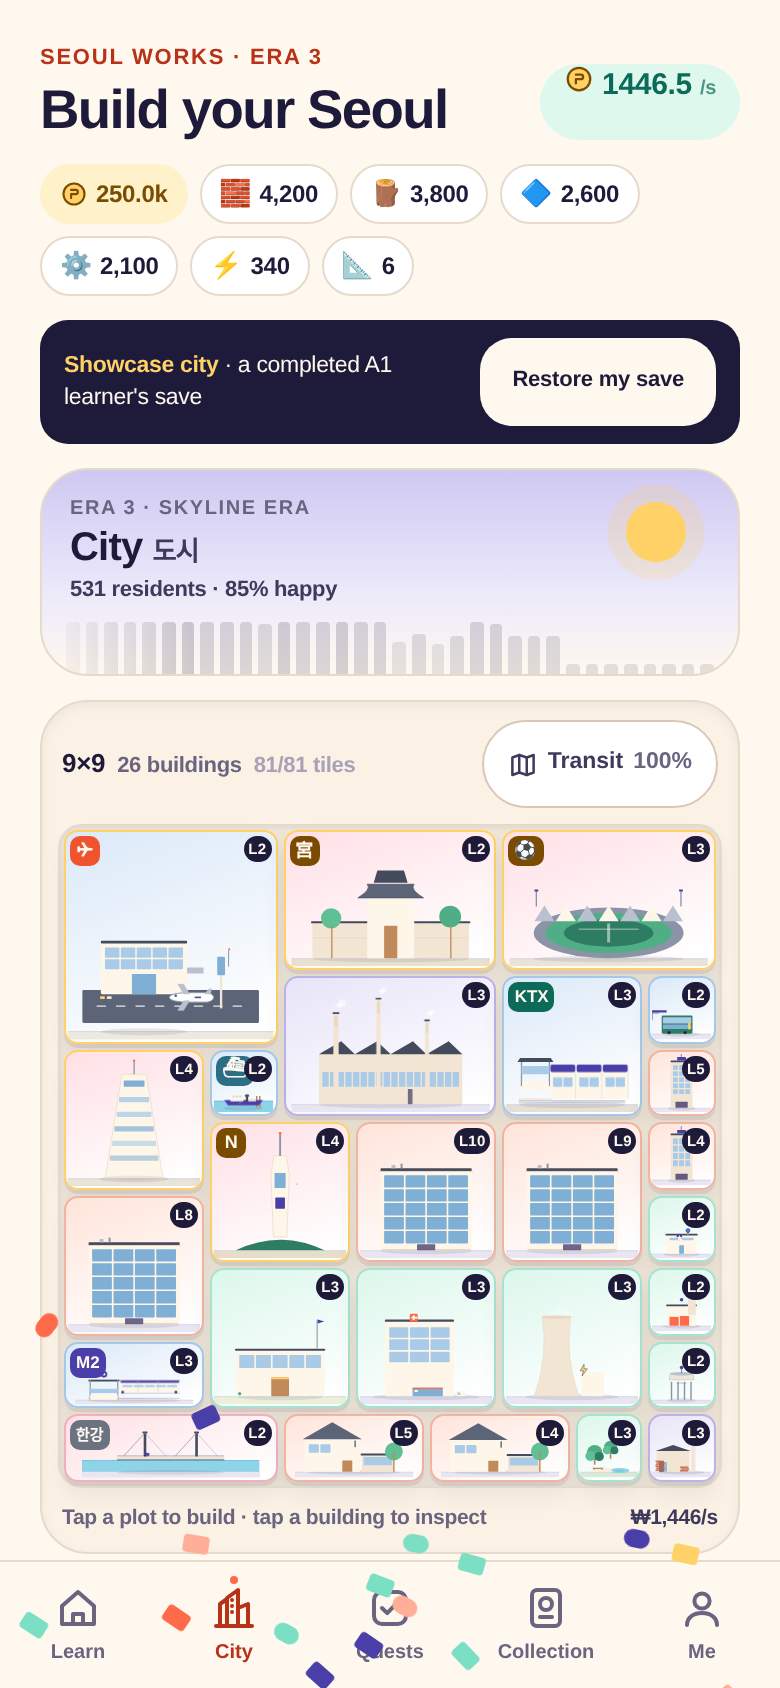 SEOUL WORKS · ERA 3
Build your Seoul
1446.5 /s
250.0k
4,200
3,800
2,600
2,100
340
6
Showcase city · a completed A1
learner's save
Restore my save
ERA 3 · SKYLINE ERA
City 도시
531 residents · 85% happy
9×9 26 buildings 81/81 tiles
Transit 100%
L2
宮
L2
L3
L3
KTX
L3
L2
L4
L2
L5
N
L4
L10
L9
L4
L8
L2
L3
L3
L3
L2
M2
L3
L2
한강
L2
L5
L4
L3
L3
Tap a plot to build · tap a building to inspect
₩1,446/s
Learn
City
Quests
Collection
Me